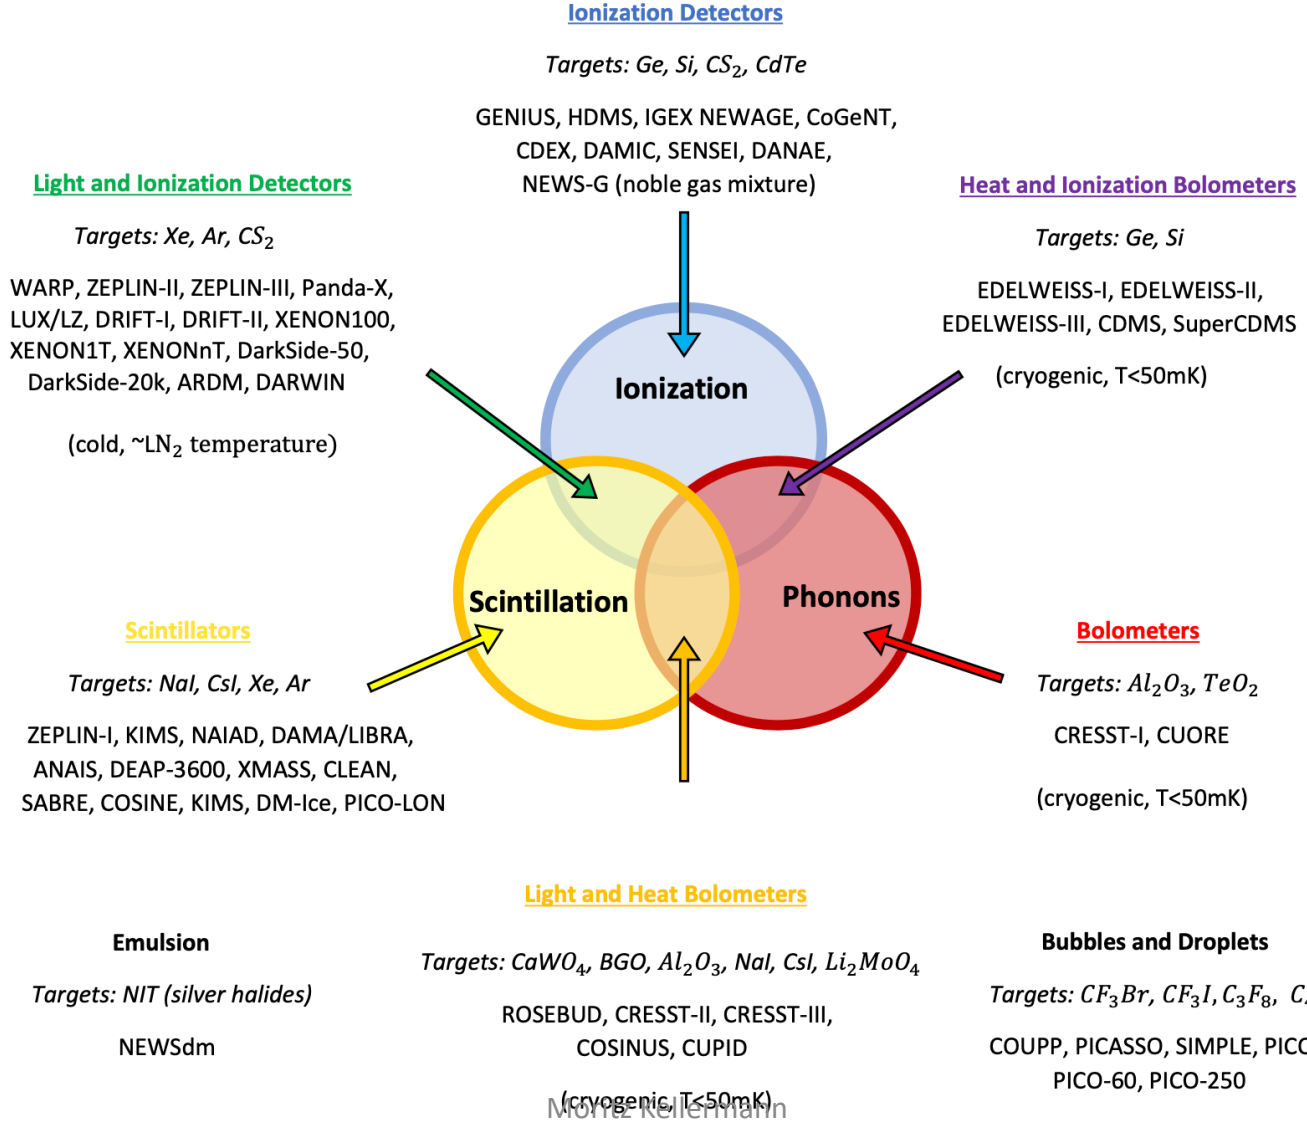 Ionization Detectors
Targets: Ge, Si, CS₂, CdTe
GENIUS, HDMS, IGEX NEWAGE, CoGeNT,
CDEX, DAMIC, SENSEI, DANAE,
NEWS-G (noble gas mixture)
Light and Ionization Detectors
Targets: Xe, Ar, CS₂
WARP, ZEPLIN-II, ZEPLIN-III, Panda-X,
LUX/LZ, DRIFT-I, DRIFT-II, XENON100,
XENON1T, XENONnT, DarkSide-50,
DarkSide-20k, ARDM, DARWIN
(cold, ~LN₂ temperature)
Heat and Ionization Bolometers
Targets: Ge, Si
EDELWEISS-I, EDELWEISS-II,
EDELWEISS-III, CDMS, SuperCDMS
(cryogenic, T<50mK)
Ionization
Scintillation
Phonons
Scintillators
Targets: NaI, CsI, Xe, Ar
ZEPLIN-I, KIMS, NAIAD, DAMA/LIBRA,
ANAIS, DEAP-3600, XMASS, CLEAN,
SABRE, COSINE, KIMS, DM-Ice, PICO-LON
Bolometers
Targets: Al₂O₃, TeO₂
CRESST-I, CUORE
(cryogenic, T<50mK)
Emulsion
Targets: NIT (silver halides)
NEWSdm
Light and Heat Bolometers
Targets: CaWO₄, BGO, Al₂O₃, NaI, CsI, Li₂MoO₄
ROSEBUD, CRESST-II, CRESST-III,
COSINUS, CUPID
(cryogenic, T<50mK)
Moritz Kellermann
Bubbles and Droplets
Targets: CF₃Br, CF₃I, C₃F₈,
COUPP, PICASSO, SIMPLE, PICO
PICO-60, PICO-250